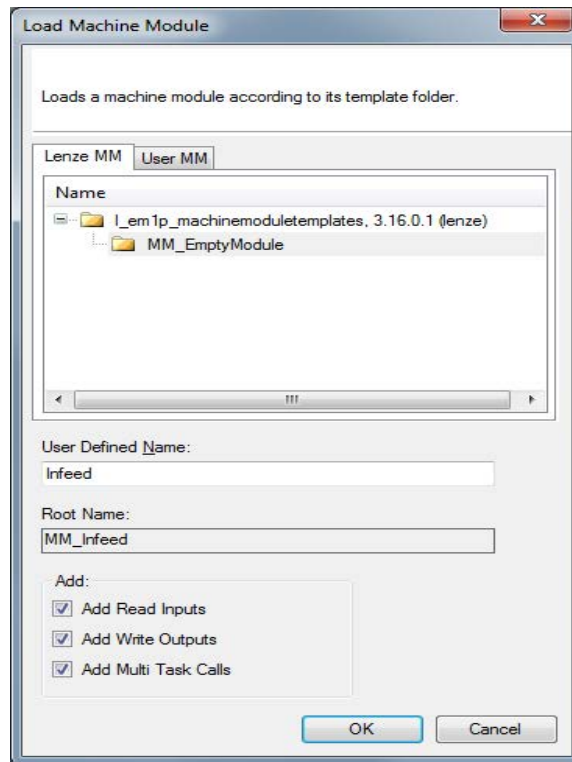 Load Machine Module
Loads a machine module according to its template folder.
Lenze MM
User MM
Name
l_em1p_machinemoduletemplates, 3.16.0.1 (lenze)
MM_EmptyModule
User Defined Name:
Infeed
Root Name:
MM_Infeed
Add:
Add Read Inputs
Add Write Outputs
Add Multi Task Calls
OK
Cancel